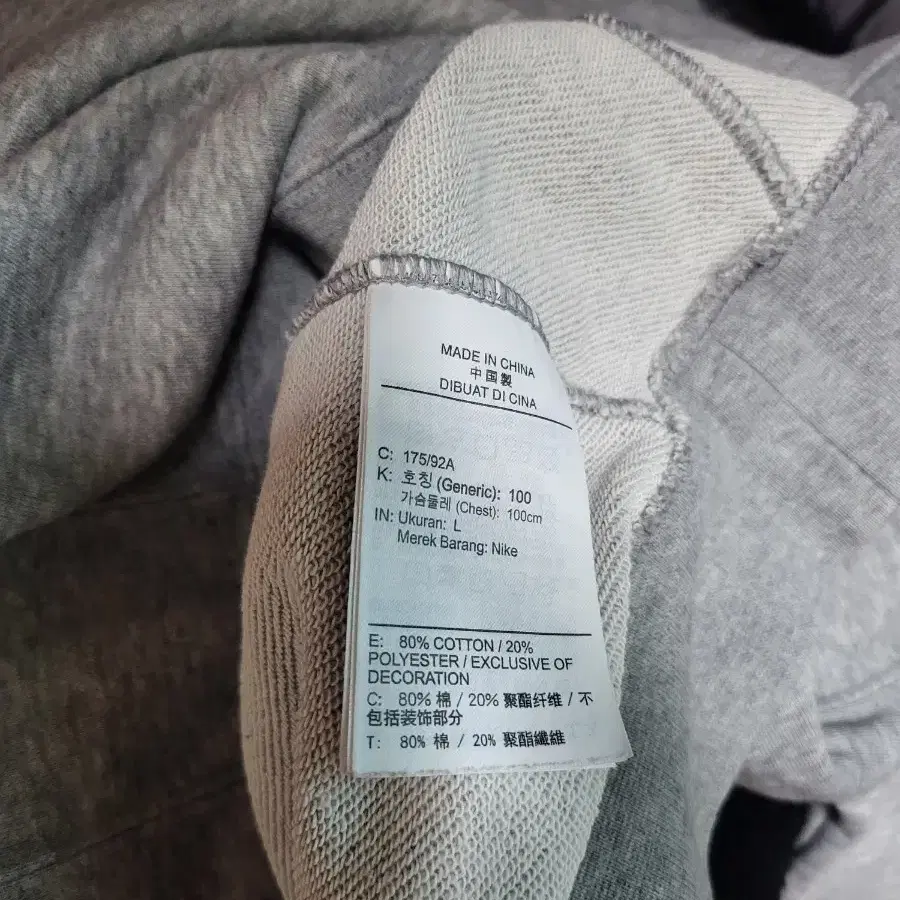 MADE IN CHINA
中国製
DIBUAT DI CINA
C: 175/92A
K: 호칭 (Generic): 100
가슴둘레 (Chest): 100cm
IN: Ukuran: L
Merek Barang: Nike
E: 80% COTTON / 20%
POLYESTER / EXCLUSIVE OF
DECORATION
C: 80% 棉 / 20% 聚酯纤维 / 不
包括装饰部分
T: 80% 棉 / 20% 聚酯纖維